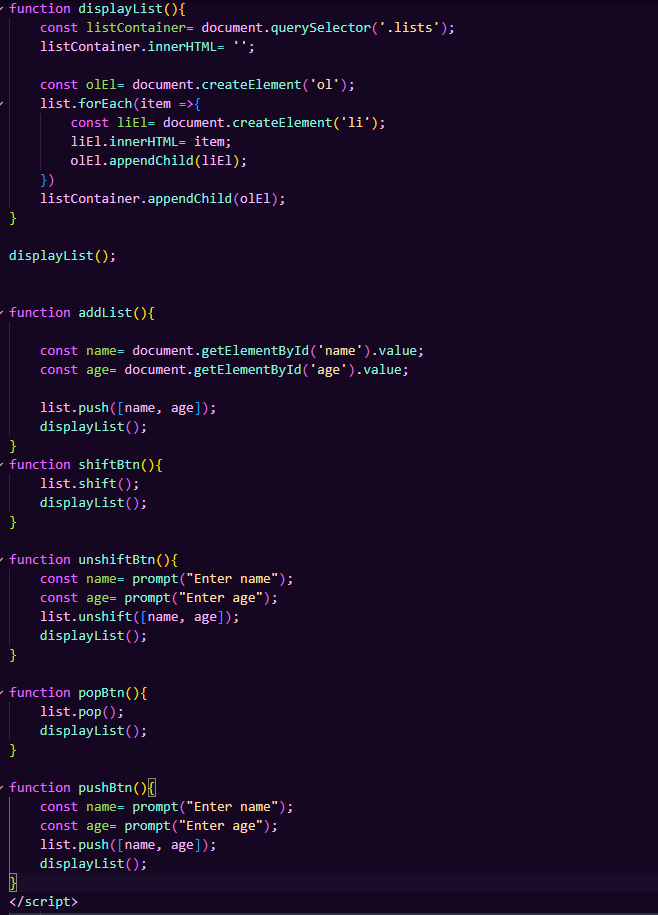 function displayList(){
const listContainer= document.querySelector('.lists');
listContainer.innerHTML= '';
const olEl= document.createElement('ol');
list.forEach(item =>{
const liEl= document.createElement('li');
liEl.innerHTML= item;
olEl.appendChild(liEl);
})
listContainer.appendChild(olEl);
}
displayList();
function addList(){
const name= document.getElementById('name').value;
const age= document.getElementById('age').value;
list.push([name, age]);
displayList();
}
function shiftBtn(){
list.shift();
displayList();
}
function unshiftBtn(){
const name= prompt("Enter name");
const age= prompt("Enter age");
list.unshift([name, age]);
displayList();
}
function popBtn(){
list.pop();
displayList();
}
function pushBtn(){
const name= prompt("Enter name");
const age= prompt("Enter age");
list.push([name, age]);
displayList();
}
</script>